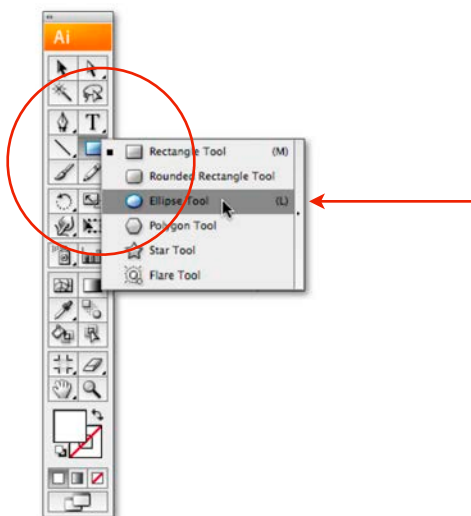 Ai
T
Rectangle Tool (M)
Rounded Rectangle Tool
Ellipse Tool (L)
Polygon Tool
Star Tool
Flare Tool